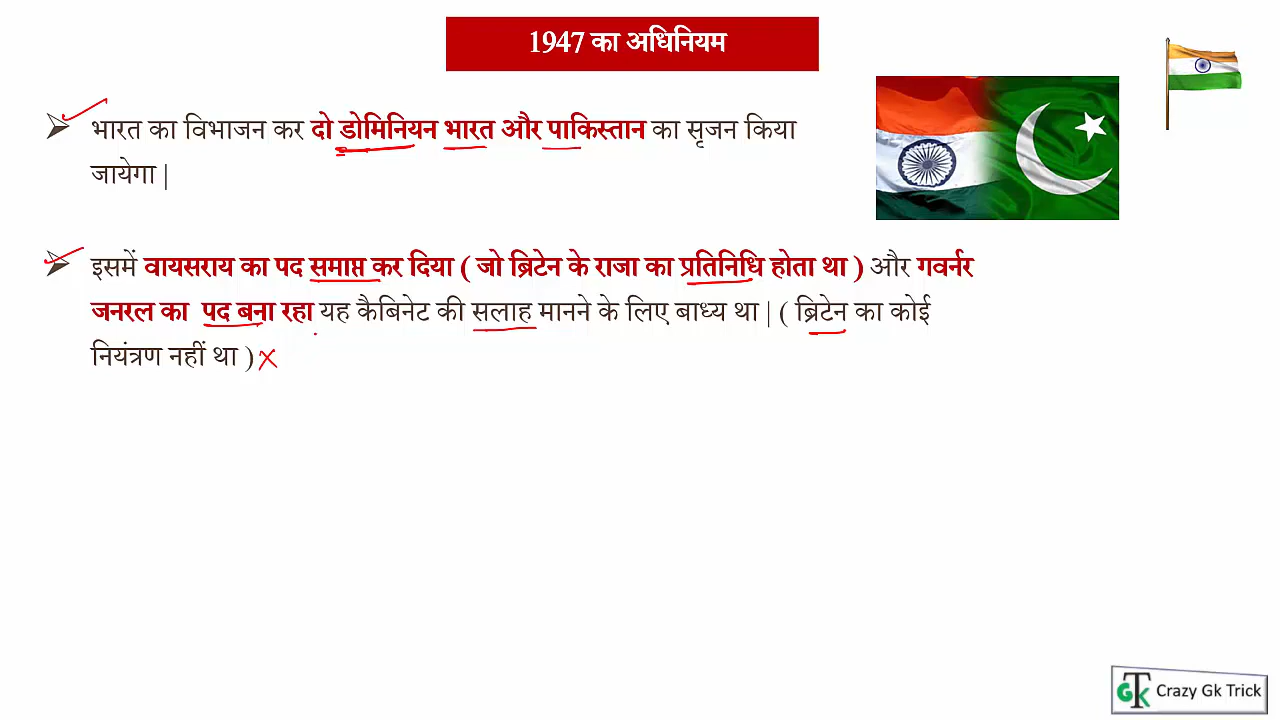 1947 का अधिनियम
भारत का विभाजन कर दो डोमिनियन भारत और पाकिस्तान का सृजन किया
जायेगा |
इसमें वायसराय का पद समाप्त कर दिया ( जो ब्रिटेन के राजा का प्रतिनिधि होता था ) और गवर्नर
जनरल का पद बना रहा यह कैबिनेट की सलाह मानने के लिए बाध्य था | ( ब्रिटेन का कोई
नियंत्रण नहीं था )
GTK Crazy Gk Trick